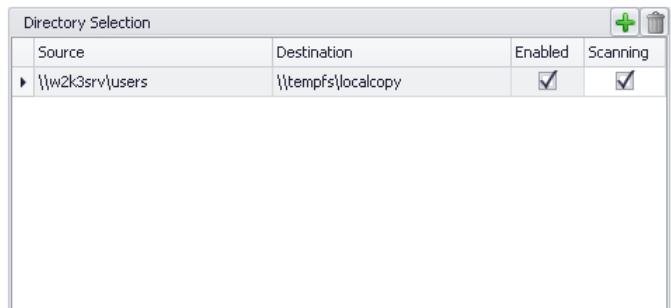 Directory Selection
Source Destination Enabled Scanning
\\w2k3srv\users \\tempfs\localcopy